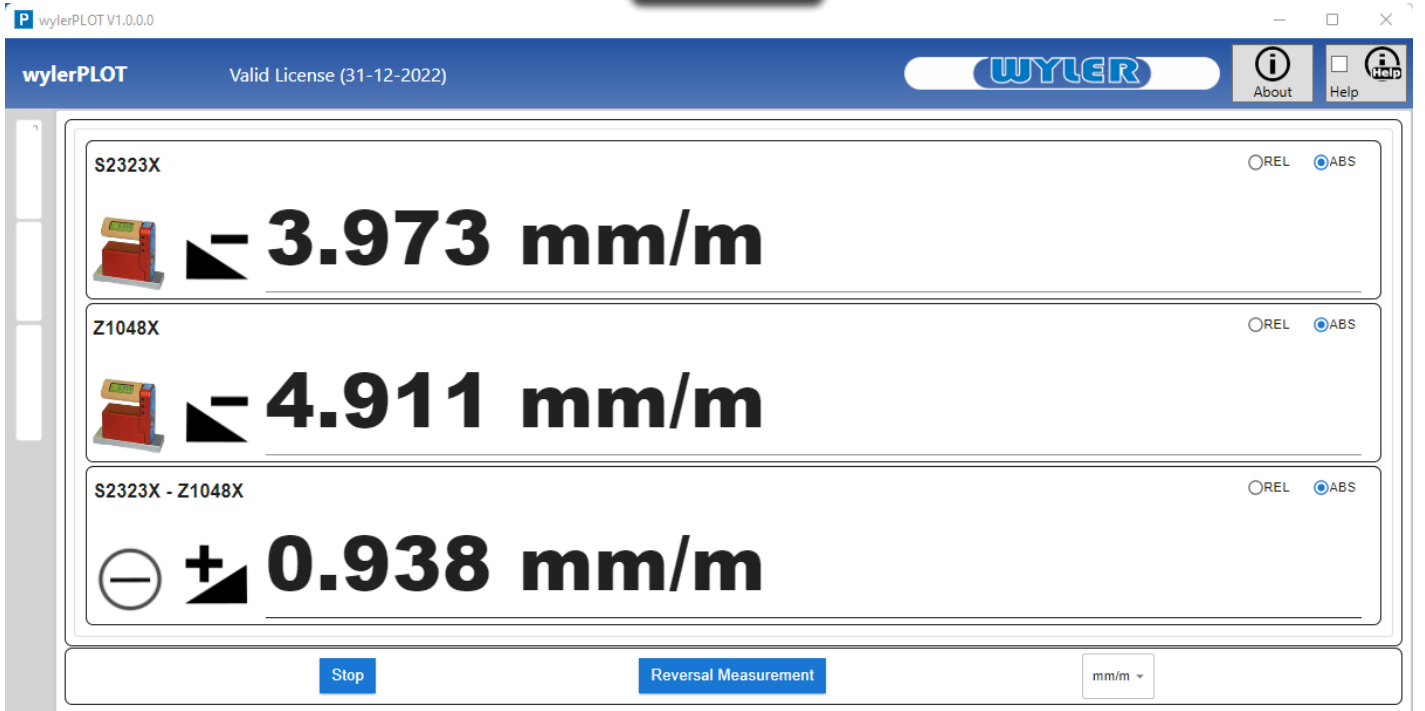 P wylerPLOT V1.0.0.0
wylerPLOT Valid License (31-12-2022) WYLER About Help Help
S2323X REL ABS
− 3.973 mm/m
Z1048X REL ABS
− 4.911 mm/m
S2323X - Z1048X REL ABS
+ 0.938 mm/m
Stop Reversal Measurement mm/m